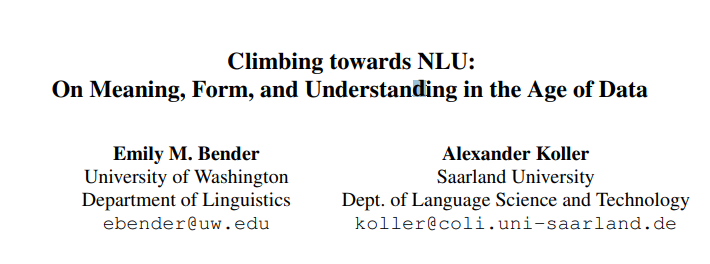 Climbing towards NLU:
On Meaning, Form, and Understanding in the Age of Data
Emily M. Bender
University of Washington
Department of Linguistics
ebender@uw.edu
Alexander Koller
Saarland University
Dept. of Language Science and Technology
koller@coli.uni-saarland.de